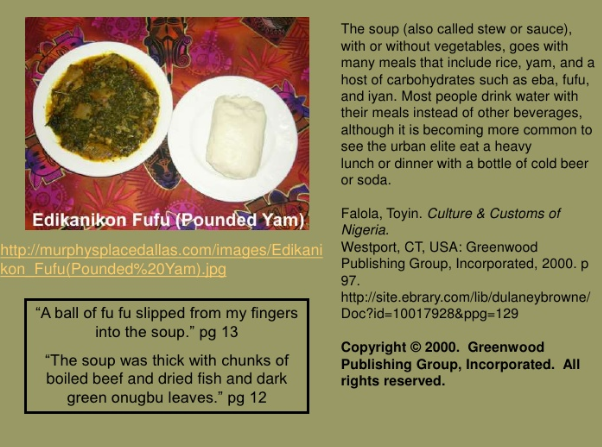 Edikanikon Fufu (Pounded Yam)
http://murphysplacedallas.com/images/Edikani
kon_Fufu(Pounded%20Yam).jpg
“A ball of fu fu slipped from my fingers
into the soup.” pg 13
“The soup was thick with chunks of
boiled beef and dried fish and dark
green onugbu leaves.” pg 12
The soup (also called stew or sauce),
with or without vegetables, goes with
many meals that include rice, yam, and a
host of carbohydrates such as eba, fufu,
and iyan. Most people drink water with
their meals instead of other beverages,
although it is becoming more common to
see the urban elite eat a heavy
lunch or dinner with a bottle of cold beer
or soda.
Falola, Toyin. Culture & Customs of
Nigeria.
Westport, CT, USA: Greenwood
Publishing Group, Incorporated, 2000. p
97.
http://site.ebrary.com/lib/dulaneybrowne/
Doc?id=10017928&ppg=129
Copyright © 2000.  Greenwood
Publishing Group, Incorporated.  All
rights reserved.